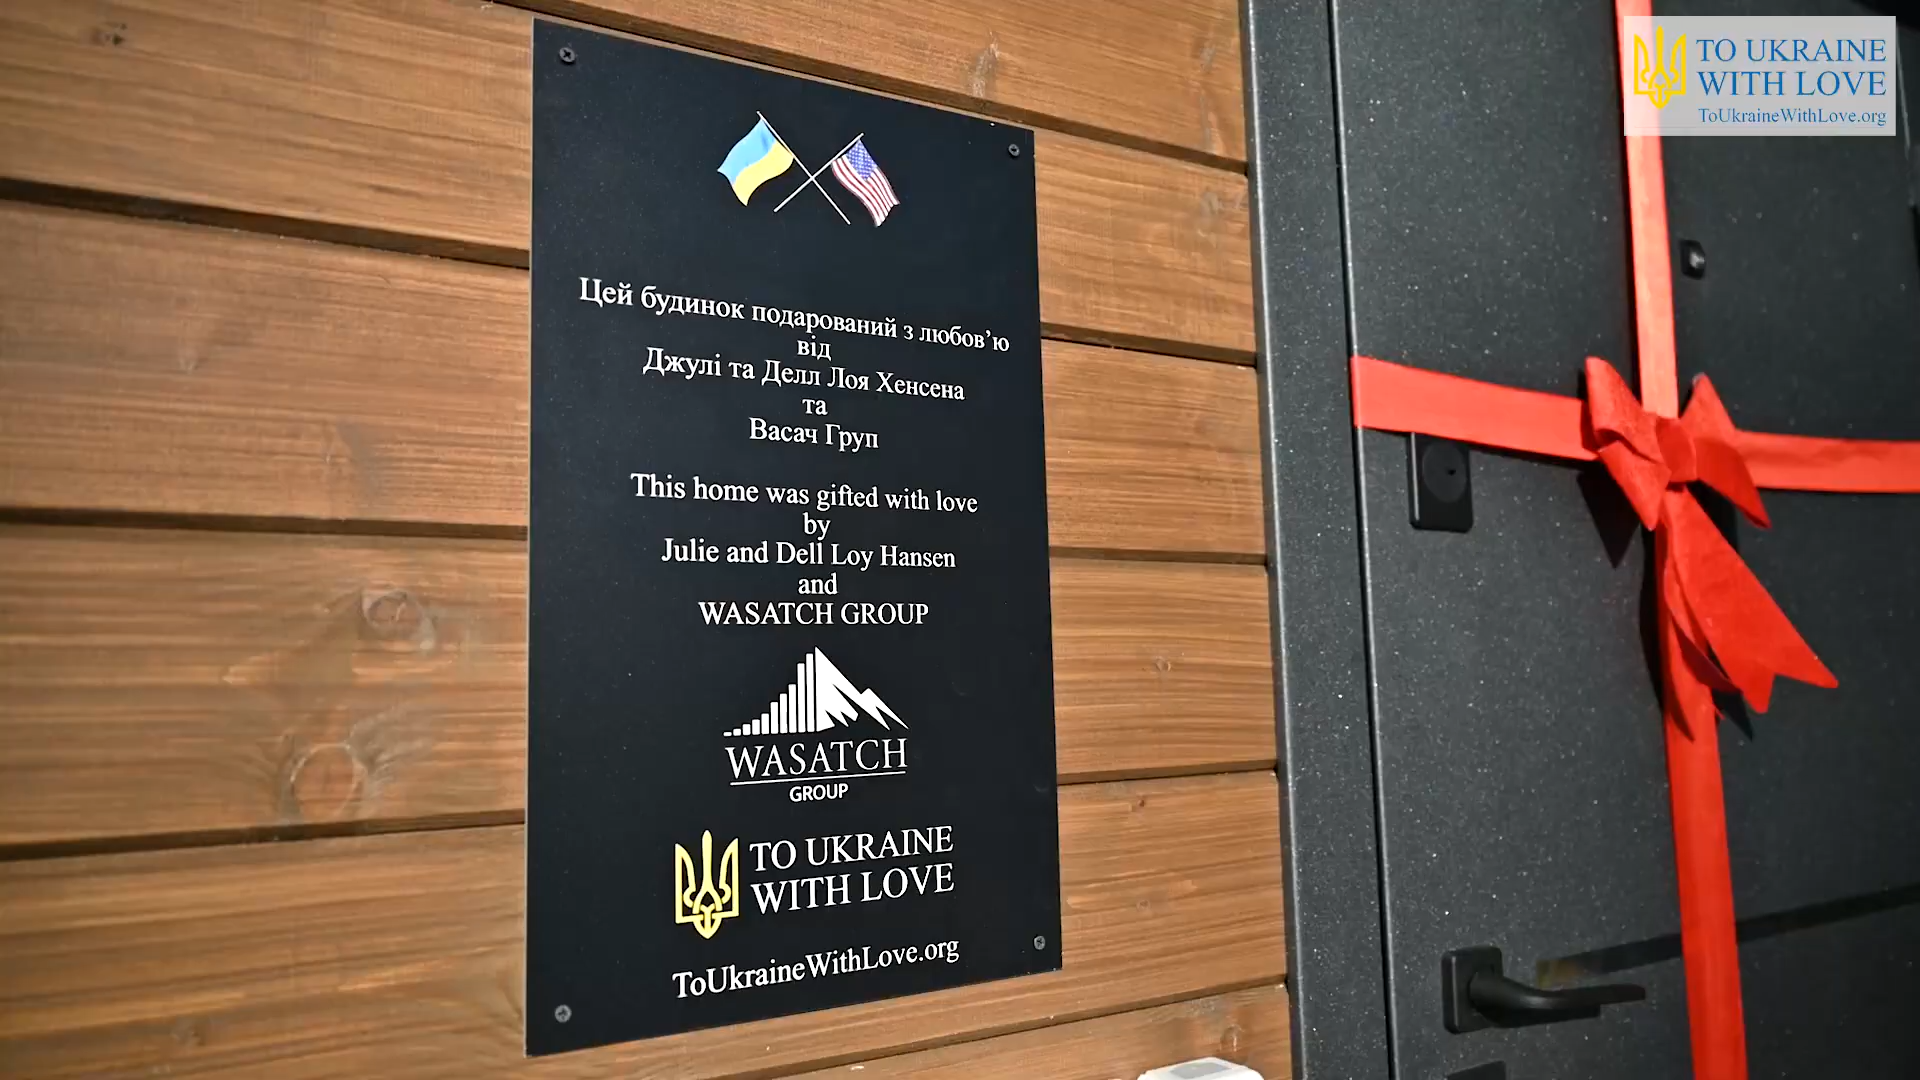 Цей будинок подарований з любов’ю
від
Джулі та Делл Лоя Хенсена
та
Васач Груп
This home was gifted with love
by
Julie and Dell Loy Hansen
and
WASATCH GROUP
WASATCH
GROUP
TO UKRAINE
WITH LOVE
ToUkraineWithLove.org
TO UKRAINE
WITH LOVE
ToUkraineWithLove.org